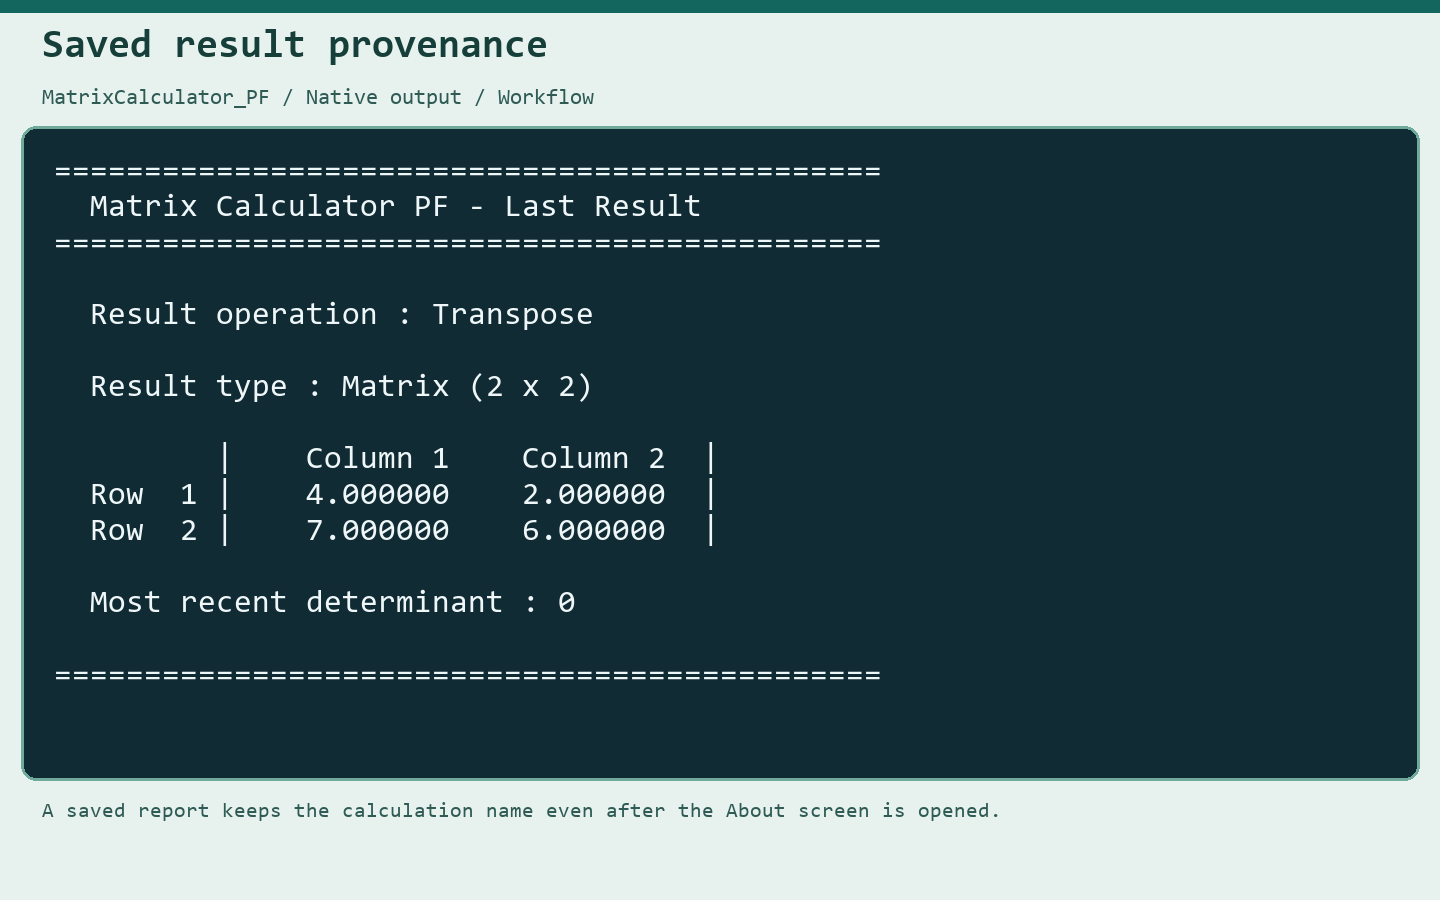 Saved result provenance
MatrixCalculator_PF / Native output / Workflow
==============================================
Matrix Calculator PF - Last Result
==============================================
Result operation : Transpose
Result type : Matrix (2 x 2)
|    Column 1    Column 2  |
Row  1 |    4.000000    2.000000  |
Row  2 |    7.000000    6.000000  |
Most recent determinant : 0
==============================================
A saved report keeps the calculation name even after the About screen is opened.